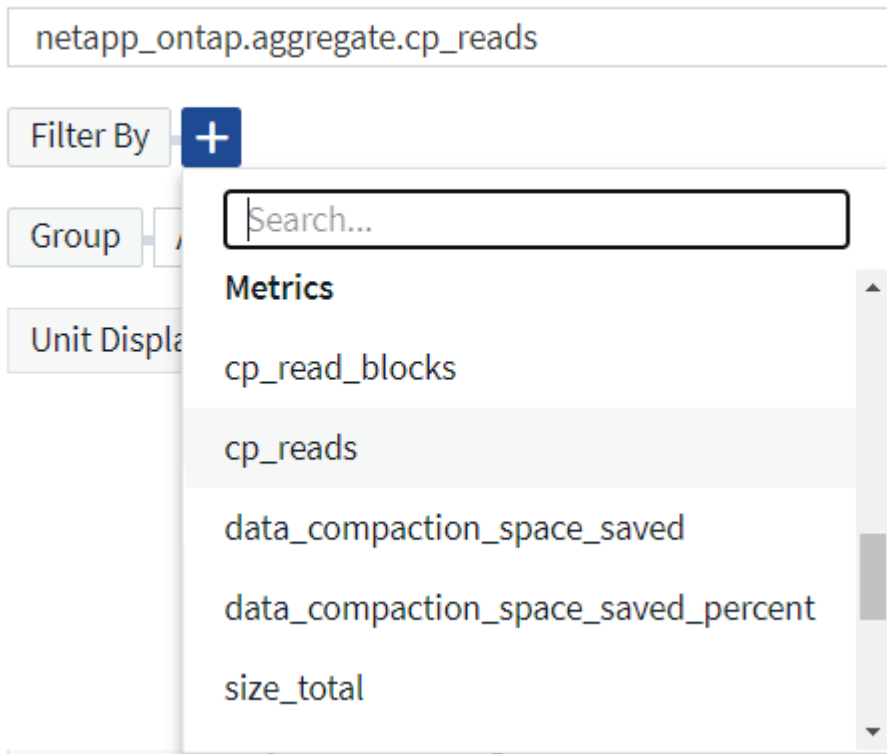 netapp_ontap.aggregate.cp_reads
Filter By +
Search...
Group
Metrics
Unit Displa
cp_read_blocks
cp_reads
data_compaction_space_saved
data_compaction_space_saved_percent
size_total